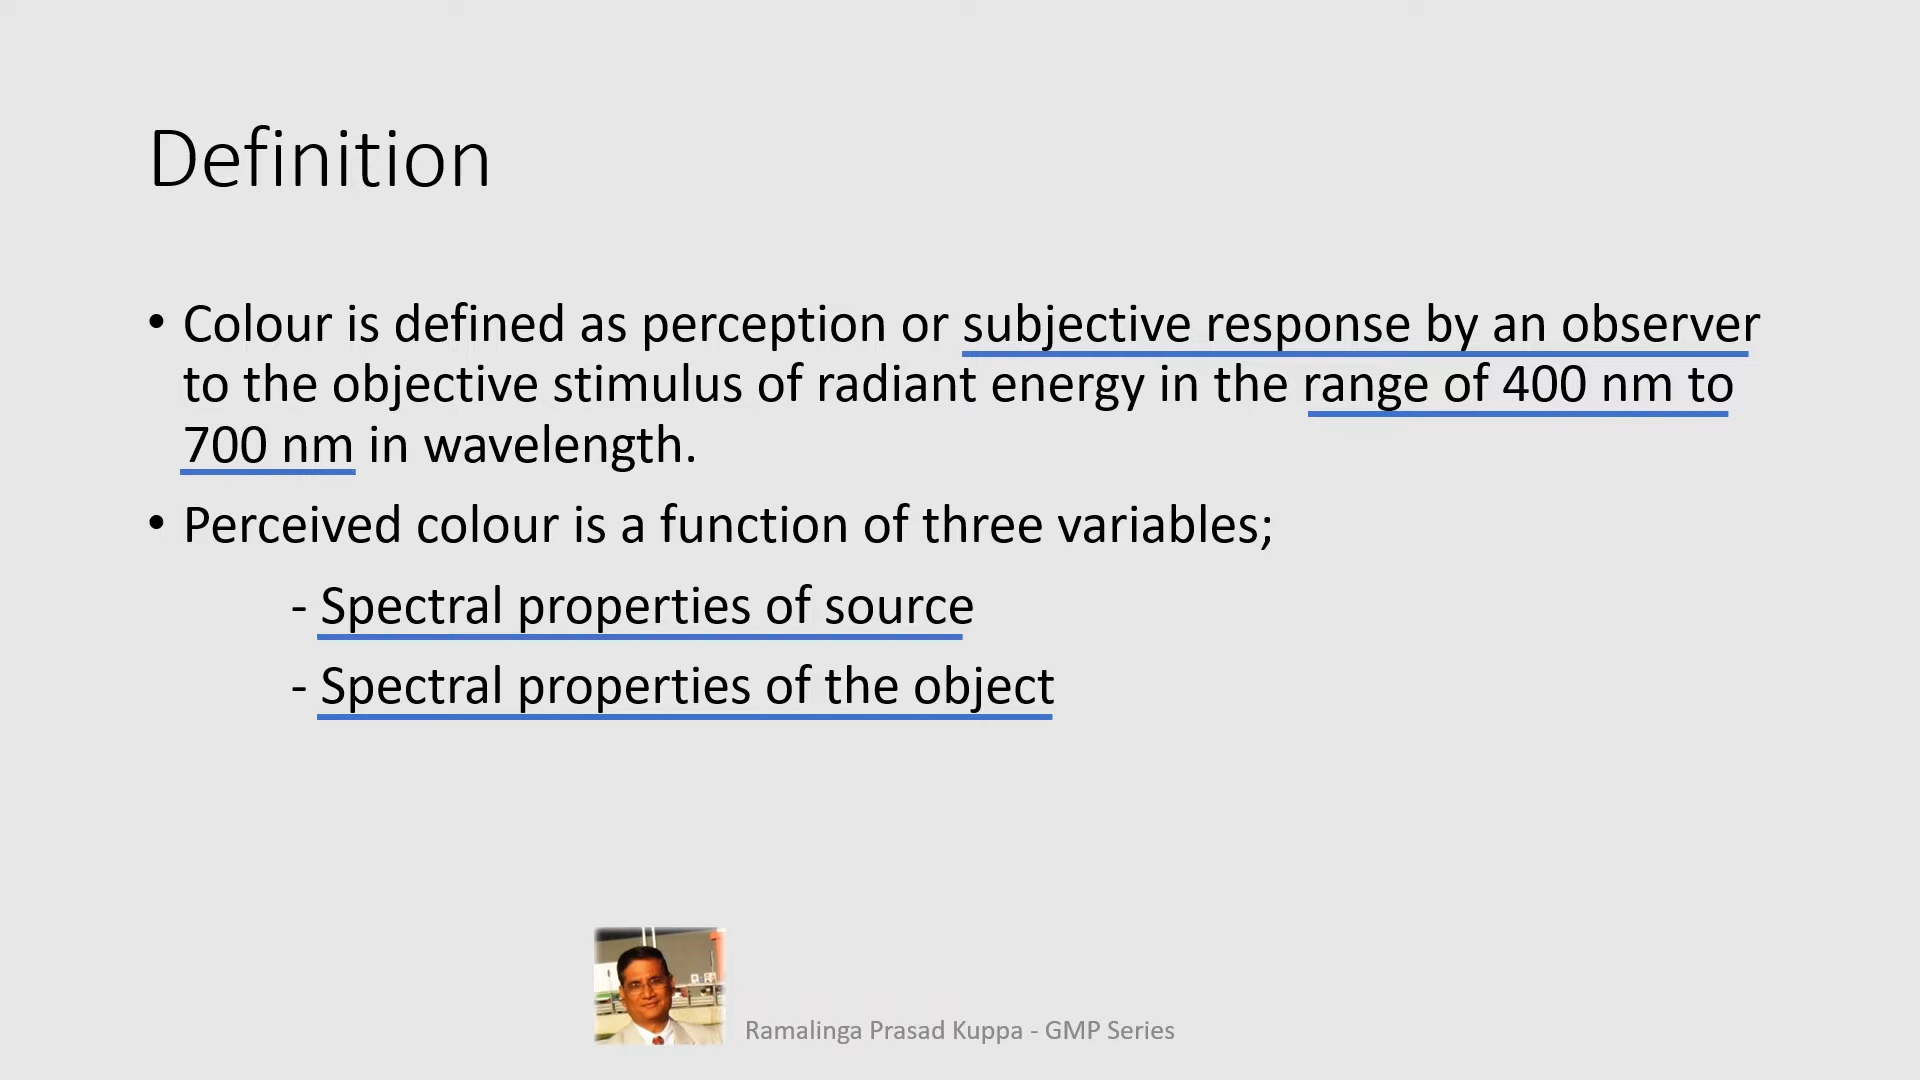 Definition
• Colour is defined as perception or subjective response by an observer
to the objective stimulus of radiant energy in the range of 400 nm to
700 nm in wavelength.
• Perceived colour is a function of three variables;
- Spectral properties of source
- Spectral properties of the object
Ramalinga Prasad Kuppa - GMP Series